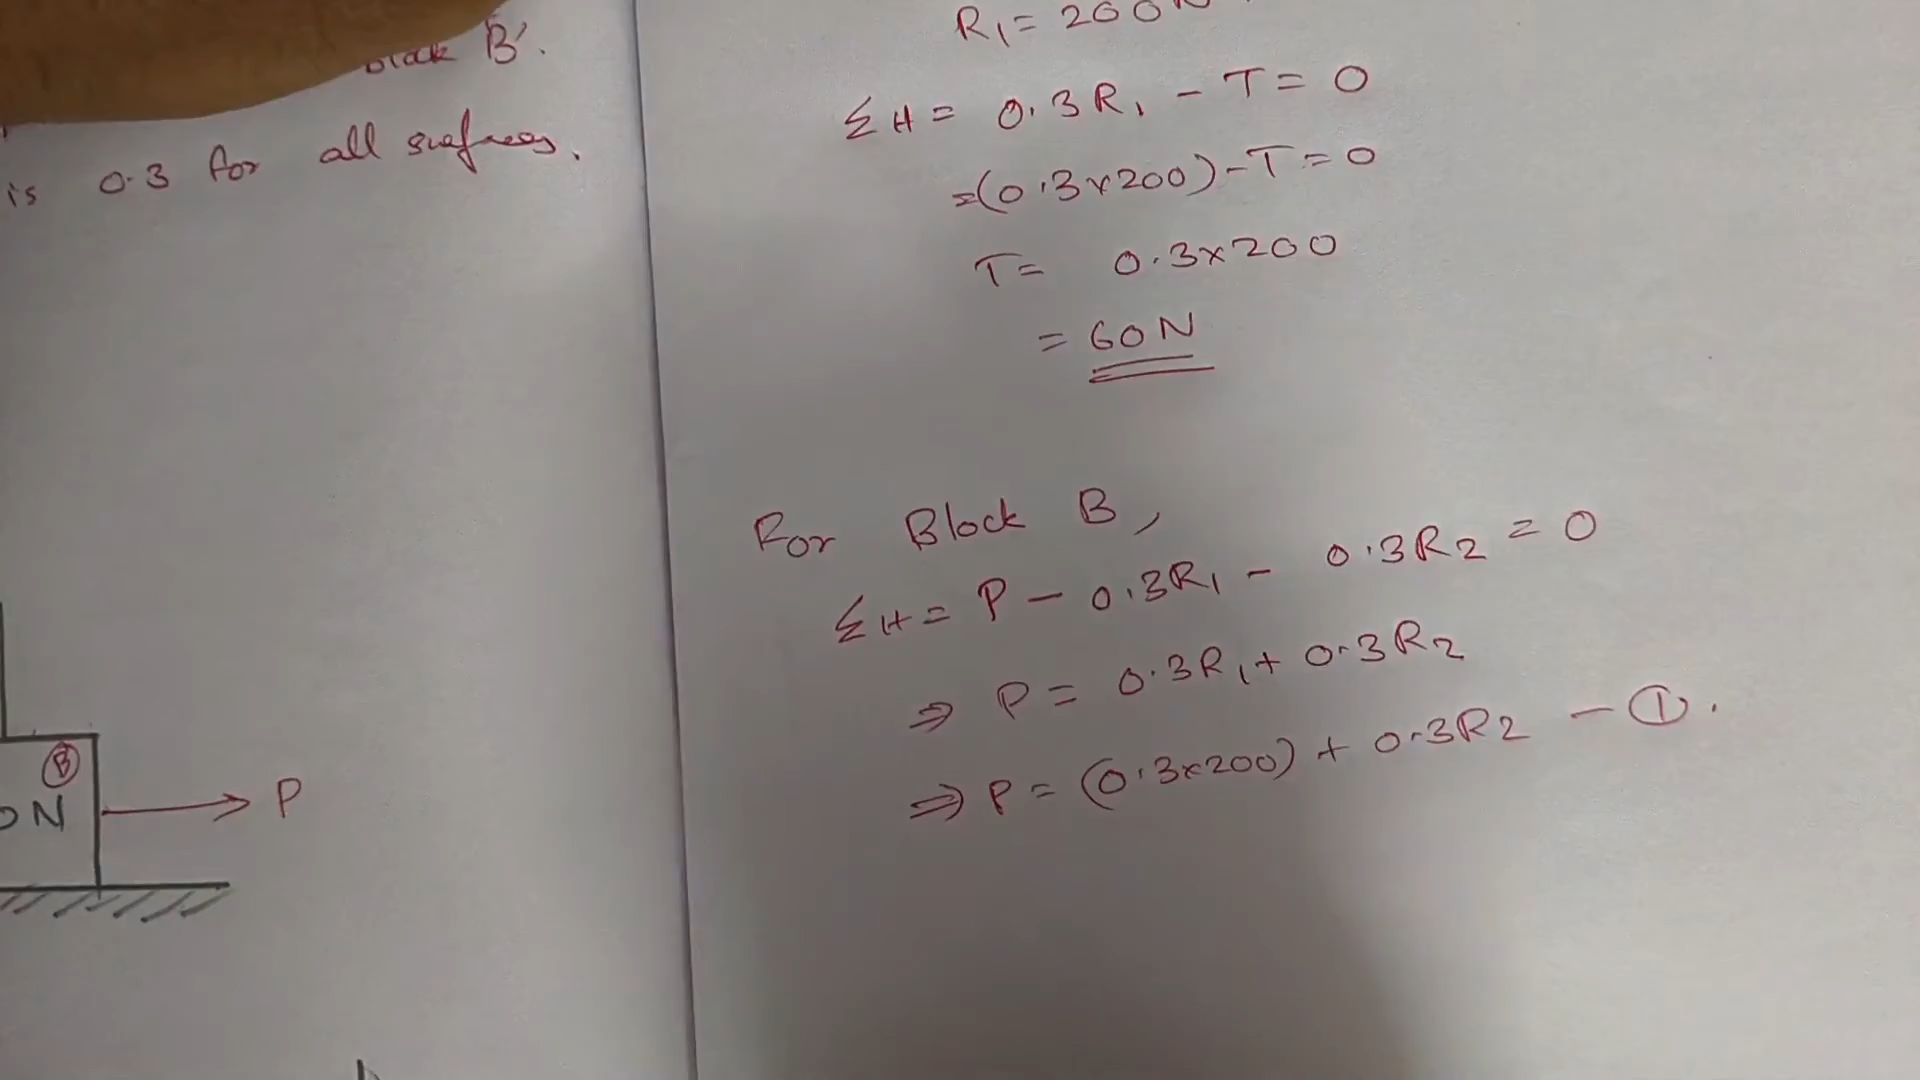 block B'.
is 0.3 for all surfaces.
B
N
P
R₁ = 200N
ΣH = 0.3R₁ - T = 0
=(0.3×200)-T=0
T= 0.3×200
= 60N
For Block B,
ΣH = P - 0.3R₁ - 0.3R₂ = 0
⇒ P = 0.3R₁ + 0.3R₂
⇒ P = (0.3×200) + 0.3R₂ - ①.